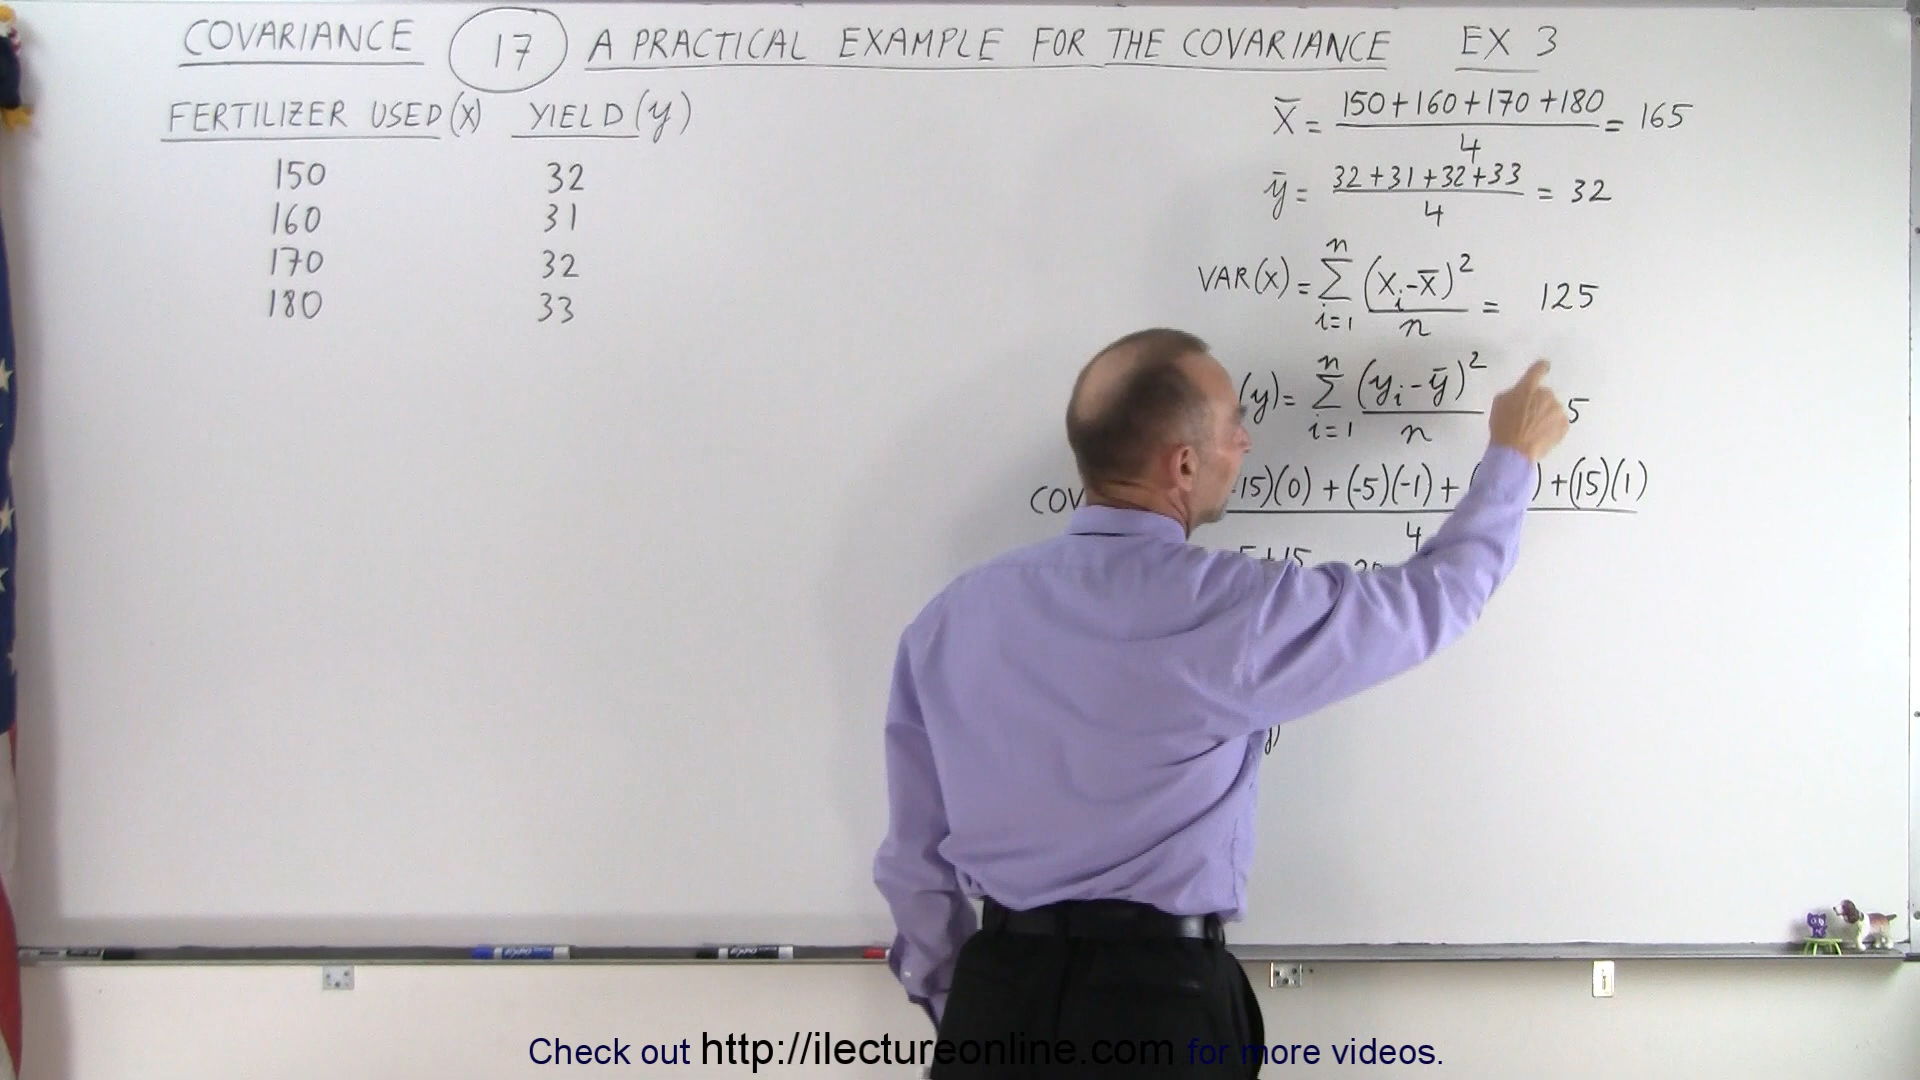 COVARIANCE 17 A PRACTICAL EXAMPLE FOR THE COVARIANCE EX 3
FERTILIZER USED (X) YIELD (y)
150 32
160 31
170 32
180 33
X̄ = 150+160+170+180 / 4 = 165
ȳ = 32+31+32+33 / 4 = 32
VAR(X) = n Σ i=1 (Xi-X̄)² / n = 125
(y) = n Σ i=1 (yi-ȳ)² / n 5
COV 15)(0) + (-5)(-1) + ) + (15)(1)
4
+15
Check out http://ilectureonline.com for more videos.